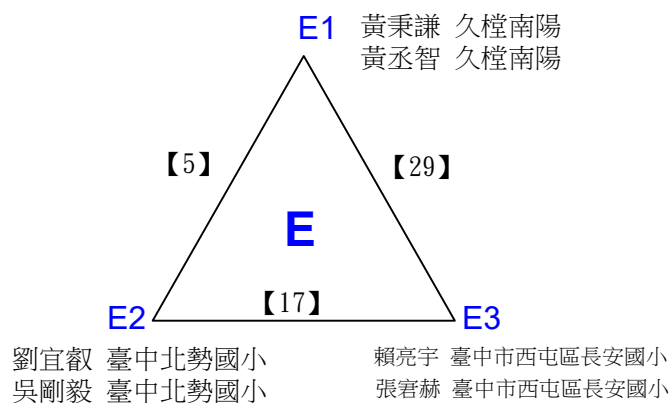 E1 黃秉謙 久樘南陽
黃丞智 久樘南陽
【5】
【29】
E
【17】
E2
E3
劉宜叡 臺中北勢國小
賴亮宇 臺中市西屯區長安國小
吳剛毅 臺中北勢國小
張宭赫 臺中市西屯區長安國小